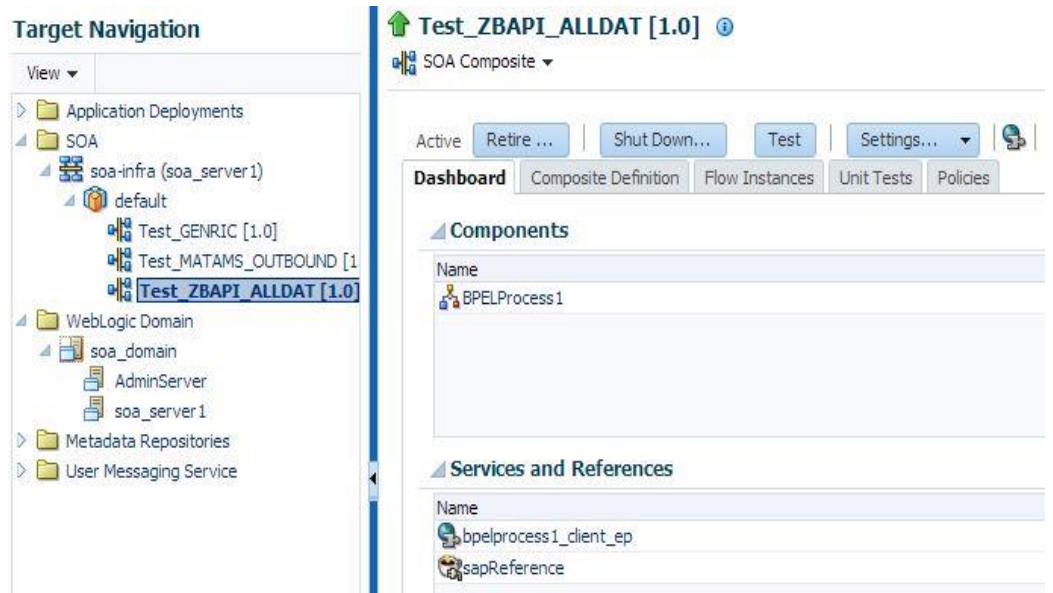 Target Navigation
View
Application Deployments
SOA
soa-infra (soa_server1)
default
Test_GENRIC [1.0]
Test_MATAMS_OUTBOUND [1
Test_ZBAPI_ALLDAT [1.0]
WebLogic Domain
soa_domain
AdminServer
soa_server1
Metadata Repositories
User Messaging Service
Test_ZBAPI_ALLDAT [1.0]
SOA Composite
Active Retire ... Shut Down... Test Settings...
Dashboard Composite Definition Flow Instances Unit Tests Policies
Components
Name
BPELProcess1
Services and References
Name
bpelprocess1_client_ep
sapReference